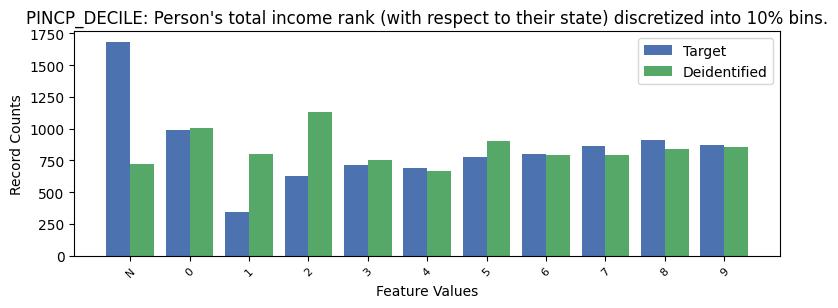 PINCP_DECILE: Person's total income rank (with respect to their state) discretized into 10% bins.
1750
1500
1250
1000
750
500
250
0
Record Counts
Target
Deidentified
N 0 1 2 3 4 5 6 7 8 9
Feature Values